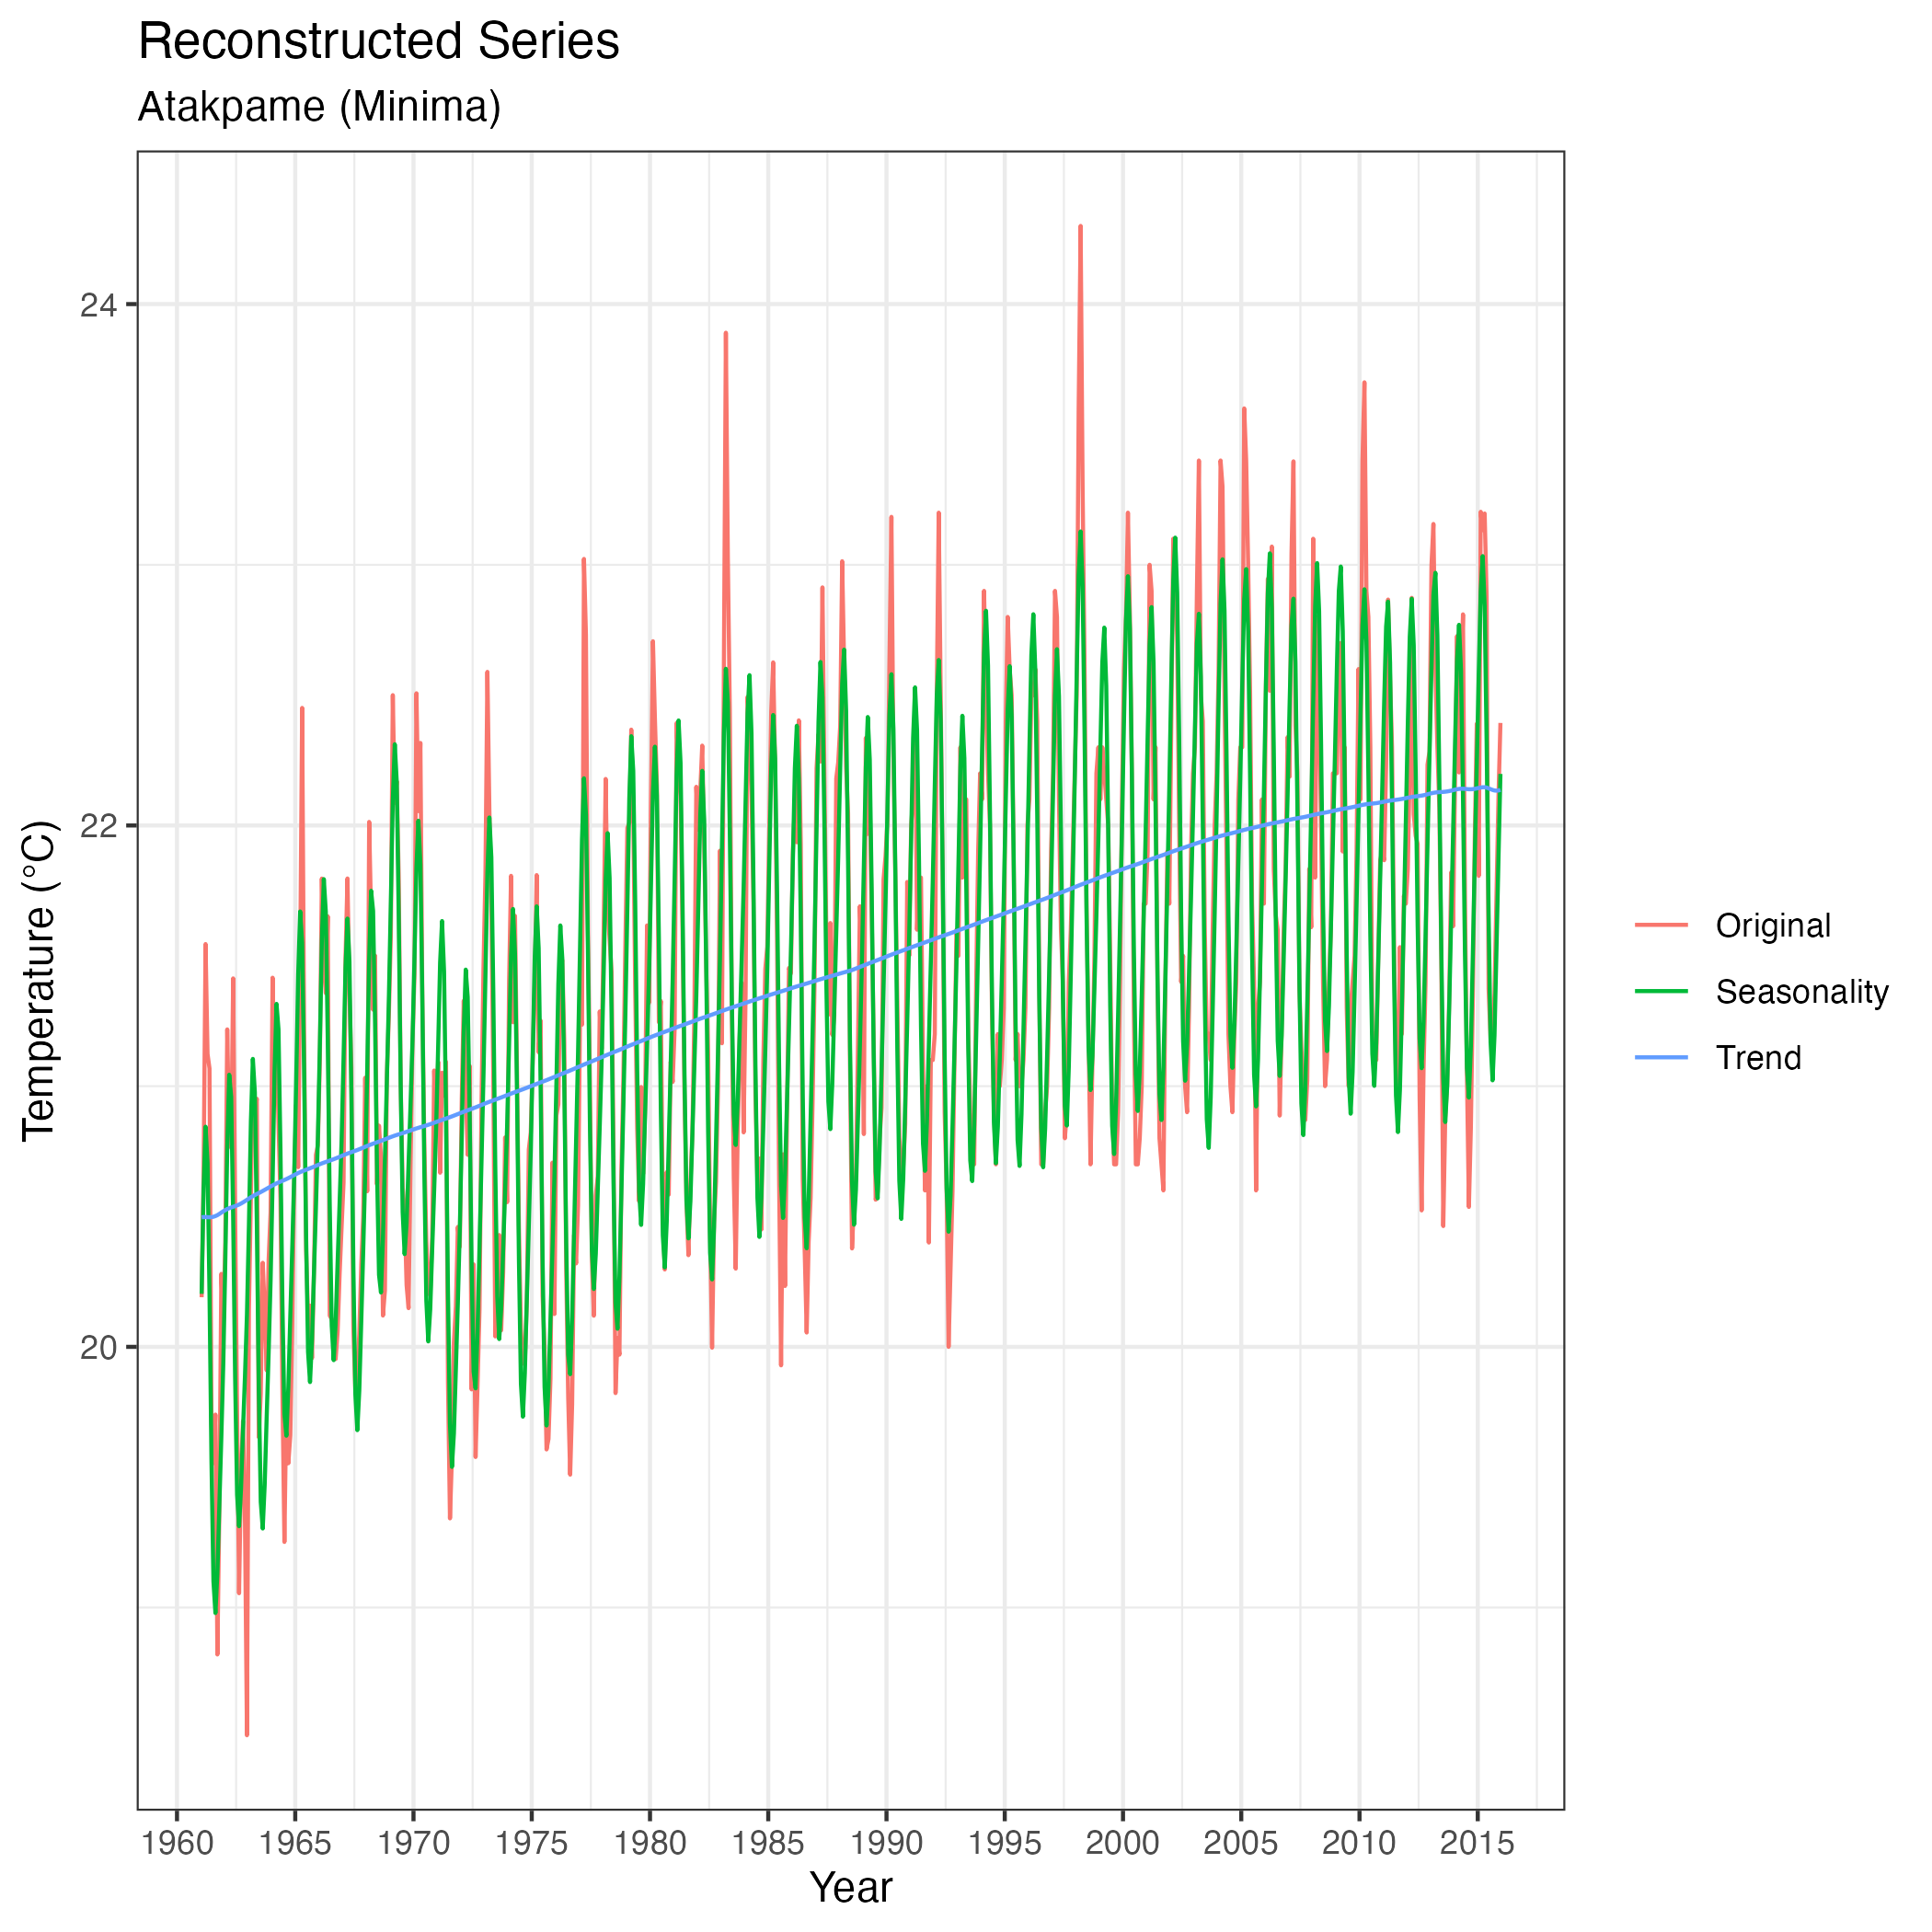 Reconstructed Series
Atakpame (Minima)
Temperature (°C)
24
22
20
1960 1965 1970 1975 1980 1985 1990 1995 2000 2005 2010 2015
Year
Original
Seasonality
Trend